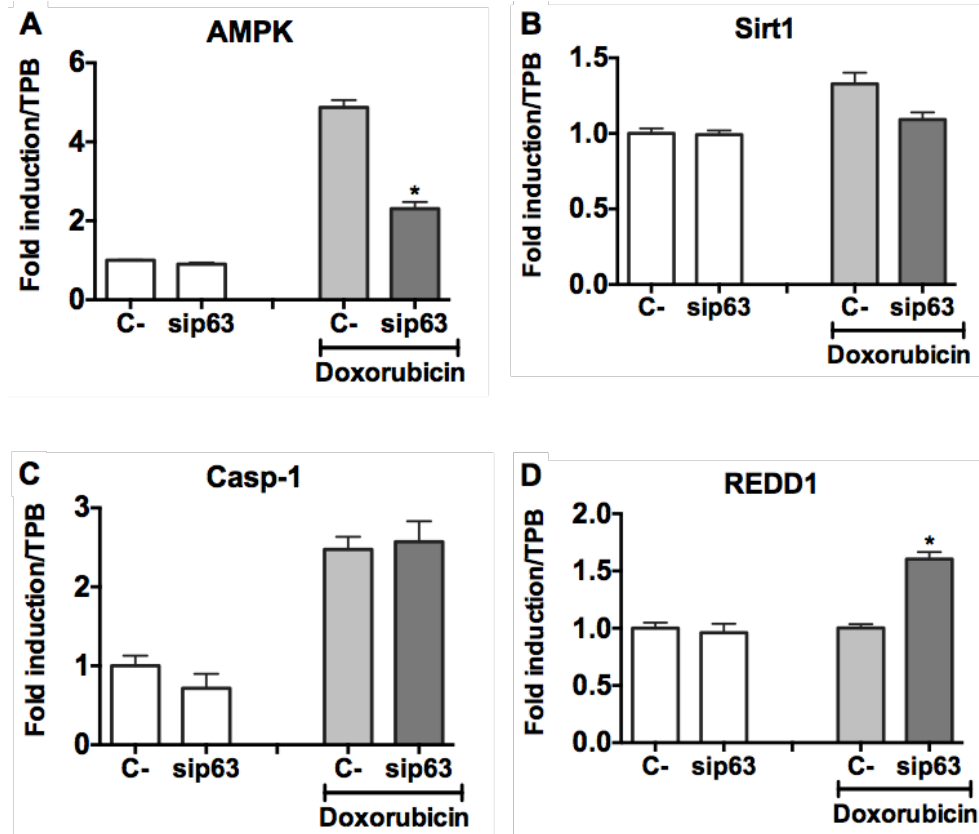 A
AMPK
Fold induction/TPB
6
4
2
0
*
C- sip63 C- sip63
Doxorubicin
B
Sirt1
Fold induction/TPB
1.5
1.0
0.5
0.0
C- sip63 C- sip63
Doxorubicin
C
Casp-1
Fold induction/TPB
3
2
1
0
C- sip63 C- sip63
Doxorubicin
D
REDD1
Fold induction/TPB
2.0
1.5
1.0
0.5
0.0
*
C- sip63 C- sip63
Doxorubicin